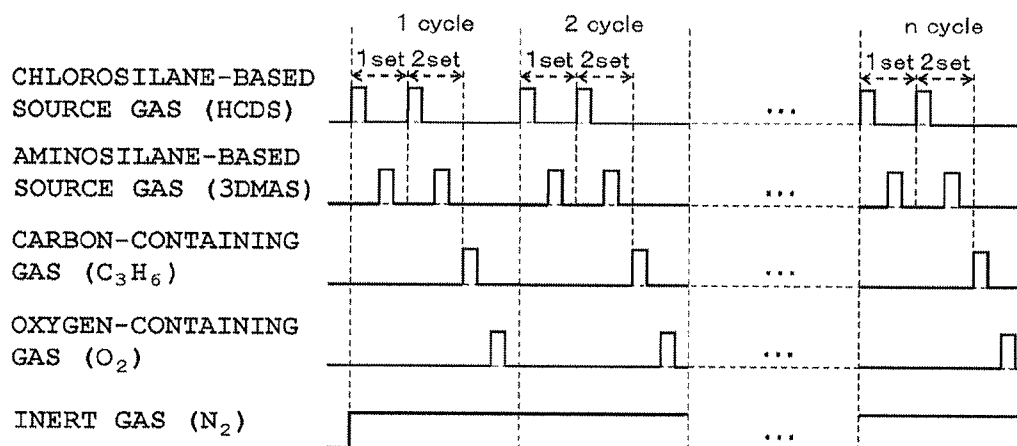 1 cycle 2 cycle n cycle
1set 2set 1set 2set 1set 2set
CHLOROSILANE-BASED
SOURCE GAS (HCDS)
...
AMINOSILANE-BASED
SOURCE GAS (3DMAS)
...
CARBON-CONTAINING
GAS (C₃H₆)
...
OXYGEN-CONTAINING
GAS (O₂)
...
INERT GAS (N₂)
...